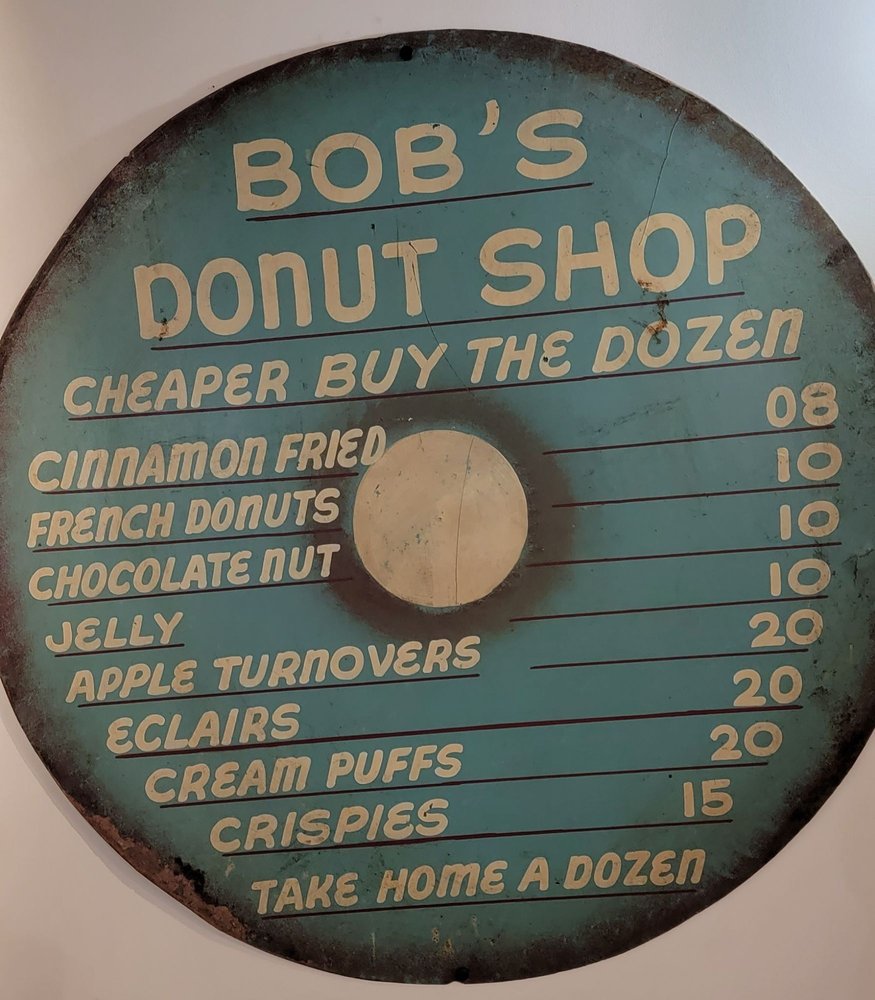 BOB'S
DONUT SHOP
CHEAPER BUY THE DOZEN
CINNAMON FRIED 08
FRENCH DONUTS 10
CHOCOLATE NUT 10
JELLY 10
APPLE TURNOVERS 20
ECLAIRS 20
CREAM PUFFS 20
CRISPIES 15
TAKE HOME A DOZEN